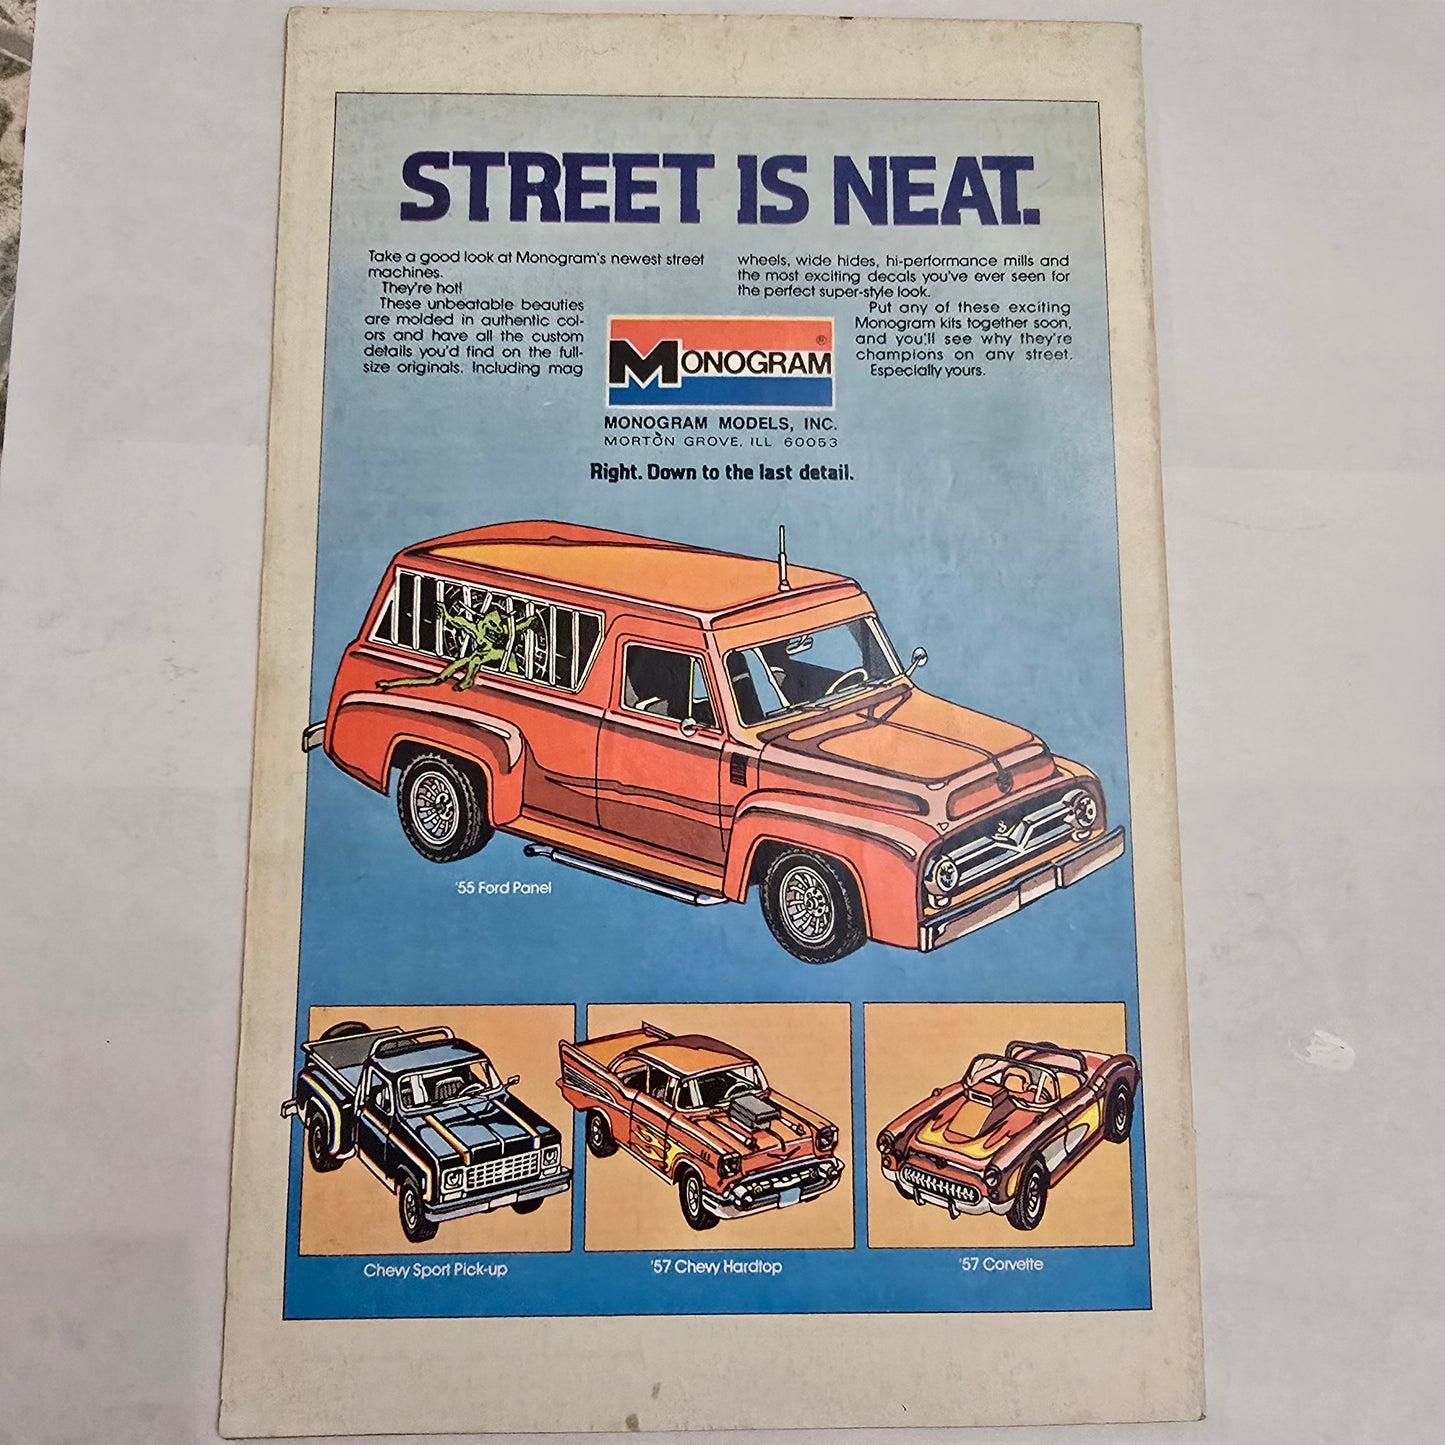 STREET IS NEAT.
Take a good look at Monogram's newest street
machines.
They're hot!
These unbeatable beauties
are molded in authentic col-
ors and have all the custom
details you'd find on the full-
size originals. Including mag
wheels, wide hides, hi-performance mills and
the most exciting decals you've ever seen for
the perfect super-style look.
Put any of these exciting
Monogram kits together soon,
and you'll see why they're
champions on any street.
Especially yours.
MONOGRAM ®
MONOGRAM MODELS, INC.
MORTON GROVE, ILL 60053
Right. Down to the last detail.
'55 Ford Panel
Chevy Sport Pick-up
'57 Chevy Hardtop
'57 Corvette